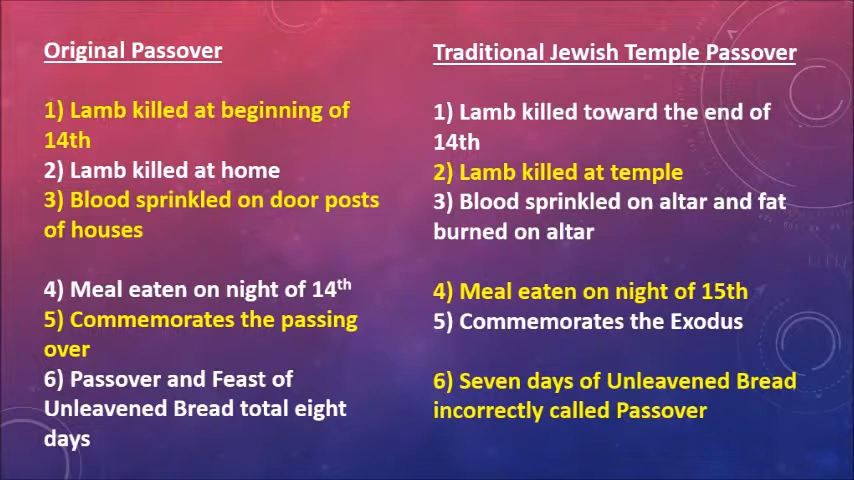 Original Passover
1) Lamb killed at beginning of
14th
2) Lamb killed at home
3) Blood sprinkled on door posts
of houses
4) Meal eaten on night of 14th
5) Commemorates the passing
over
6) Passover and Feast of
Unleavened Bread total eight
days
Traditional Jewish Temple Passover
1) Lamb killed toward the end of
14th
2) Lamb killed at temple
3) Blood sprinkled on altar and fat
burned on altar
4) Meal eaten on night of 15th
5) Commemorates the Exodus
6) Seven days of Unleavened Bread
incorrectly called Passover